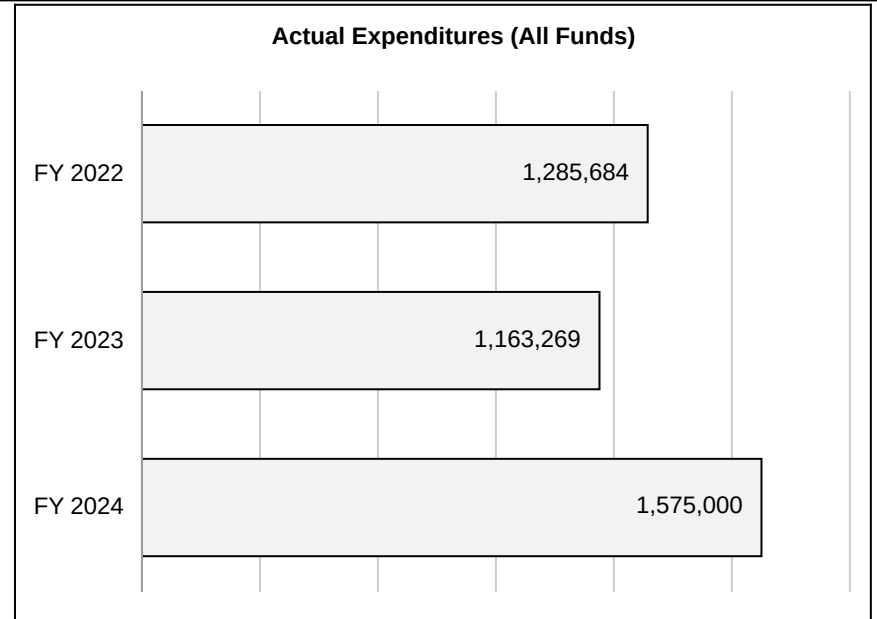 Actual Expenditures (All Funds)
FY 2022
1,285,684
FY 2023
1,163,269
FY 2024
1,575,000